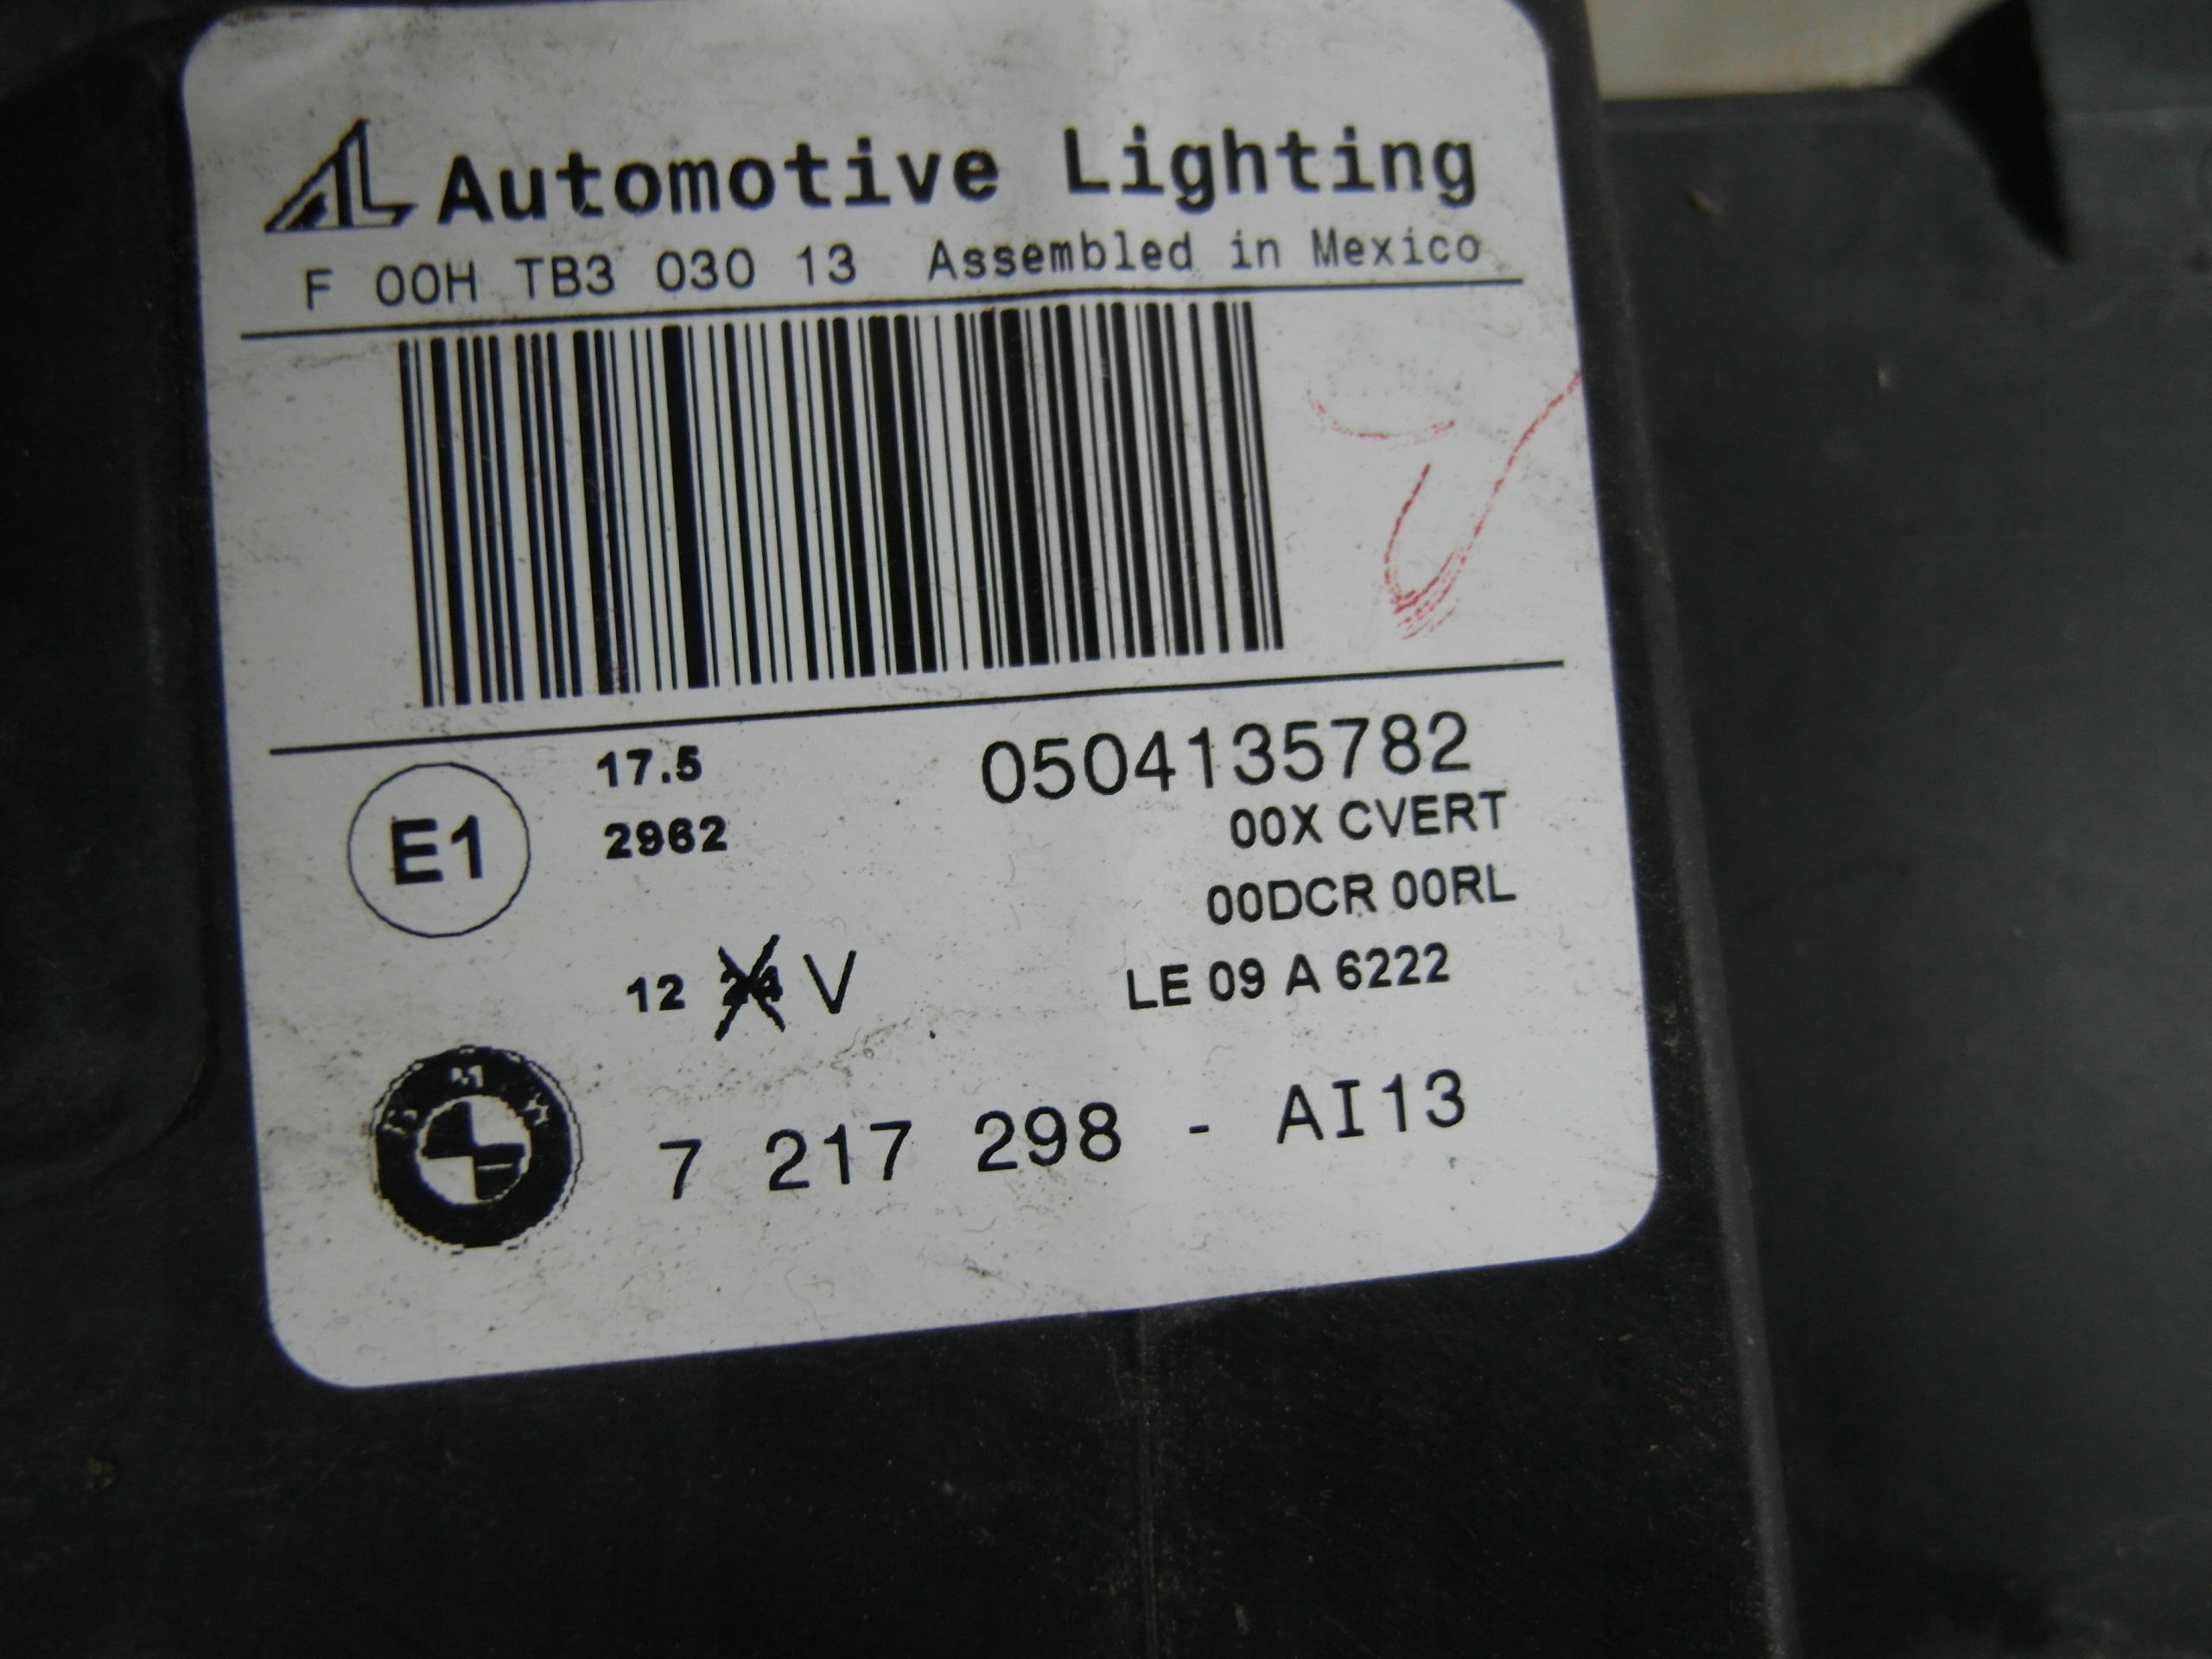 AL Automotive Lighting
F 00H TB3 030 13 Assembled in Mexico
17.5 0504135782
2962 00X CVERT
E1
00DCR 00RL
12 V LE 09 A 6222
7 217 298 - AI13